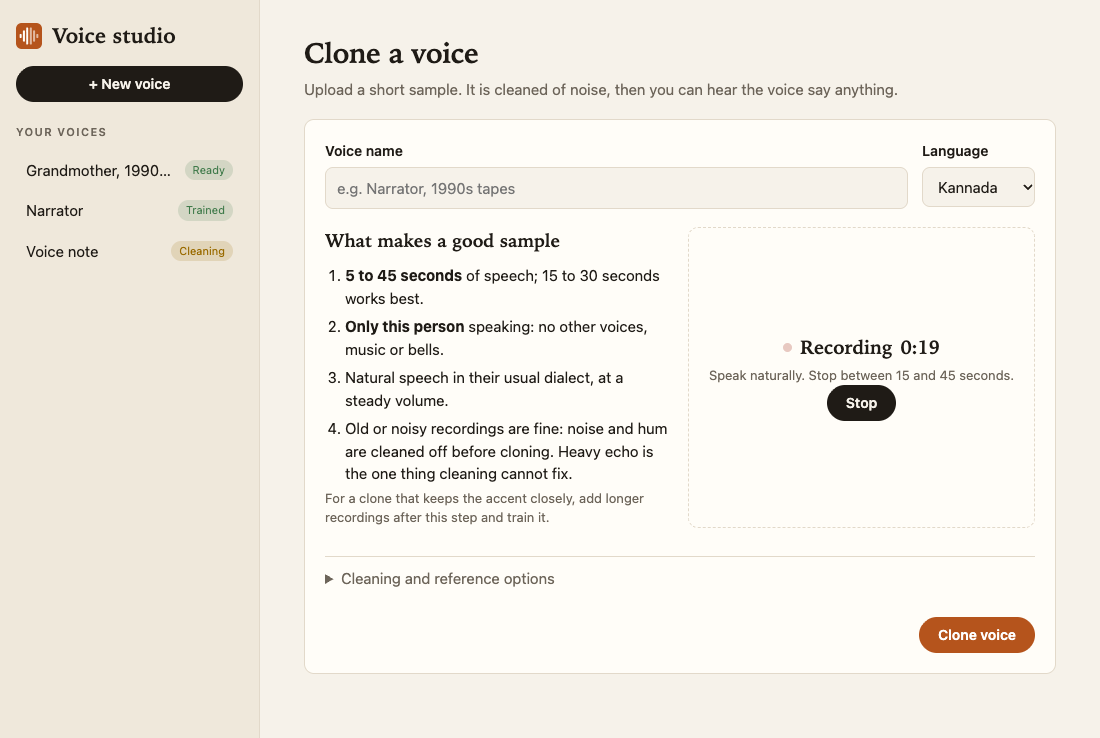 Voice studio
+ New voice
YOUR VOICES
Grandmother, 1990... Ready
Narrator Trained
Voice note Cleaning
Clone a voice
Upload a short sample. It is cleaned of noise, then you can hear the voice say anything.
Voice name
Language
e.g. Narrator, 1990s tapes
Kannada
What makes a good sample
1. 5 to 45 seconds of speech; 15 to 30 seconds
works best.
2. Only this person speaking: no other voices,
music or bells.
3. Natural speech in their usual dialect, at a
steady volume.
4. Old or noisy recordings are fine: noise and hum
are cleaned off before cloning. Heavy echo is
the one thing cleaning cannot fix.
For a clone that keeps the accent closely, add longer
recordings after this step and train it.
Recording 0:19
Speak naturally. Stop between 15 and 45 seconds.
Stop
Cleaning and reference options
Clone voice